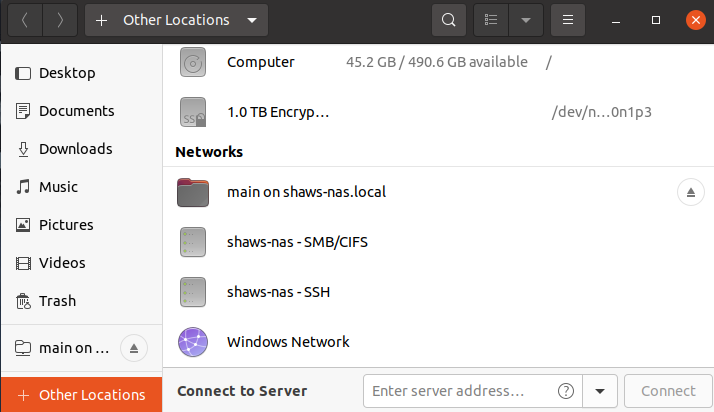 Other Locations
Desktop
Documents
Downloads
Music
Pictures
Videos
Trash
main on ...
Other Locations
Computer 45.2 GB / 490.6 GB available /
1.0 TB Encryp... /dev/n...0n1p3
Networks
main on shaws-nas.local
shaws-nas - SMB/CIFS
shaws-nas - SSH
Windows Network
Connect to Server Enter server address... Connect